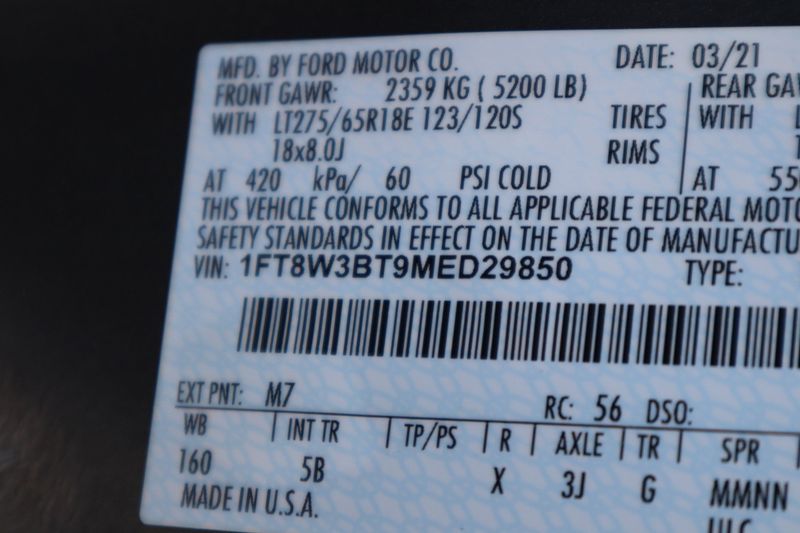 MFD. BY FORD MOTOR CO. DATE: 03/21
FRONT GAWR: 2359 KG ( 5200 LB) REAR
WITH LT275/65R18E 123/120S TIRES WITH
18x8.0J RIMS
AT 420 kPa/ 60 PSI COLD AT
THIS VEHICLE CONFORMS TO ALL APPLICABLE FEDERAL
SAFETY STANDARDS IN EFFECT ON THE DATE OF
VIN: 1FT8W3BT9MED29850 TYPE:
EXT PNT: M7 RC: 56 DSO:
WB INT TR TP/PS R AXLE TR SPR
160 5B X 3J G MMNN
MADE IN U.S.A.